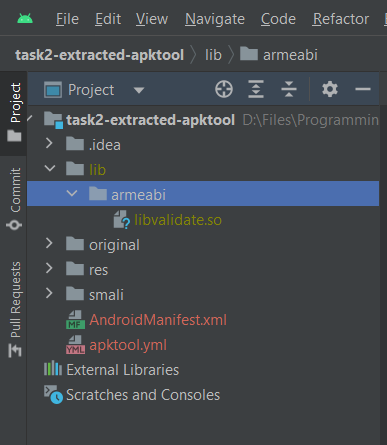 File Edit View Navigate Code Refactor
task2-extracted-apktool lib armeabi
Project
Project
task2-extracted-apktool D:\Files\Programmin
.idea
lib
armeabi
libvalidate.so
original
res
smali
MF AndroidManifest.xml
YML apktool.yml
External Libraries
Scratches and Consoles
Commit
Pull Requests